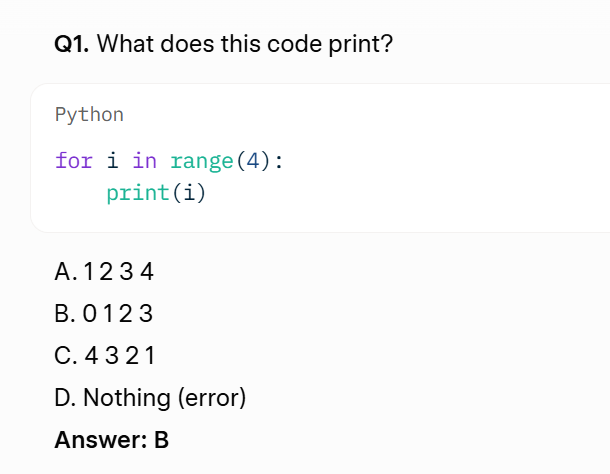 Q1. What does this code print?
Python
for i in range(4):
    print(i)
A. 1 2 3 4
B. 0 1 2 3
C. 4 3 2 1
D. Nothing (error)
Answer: B